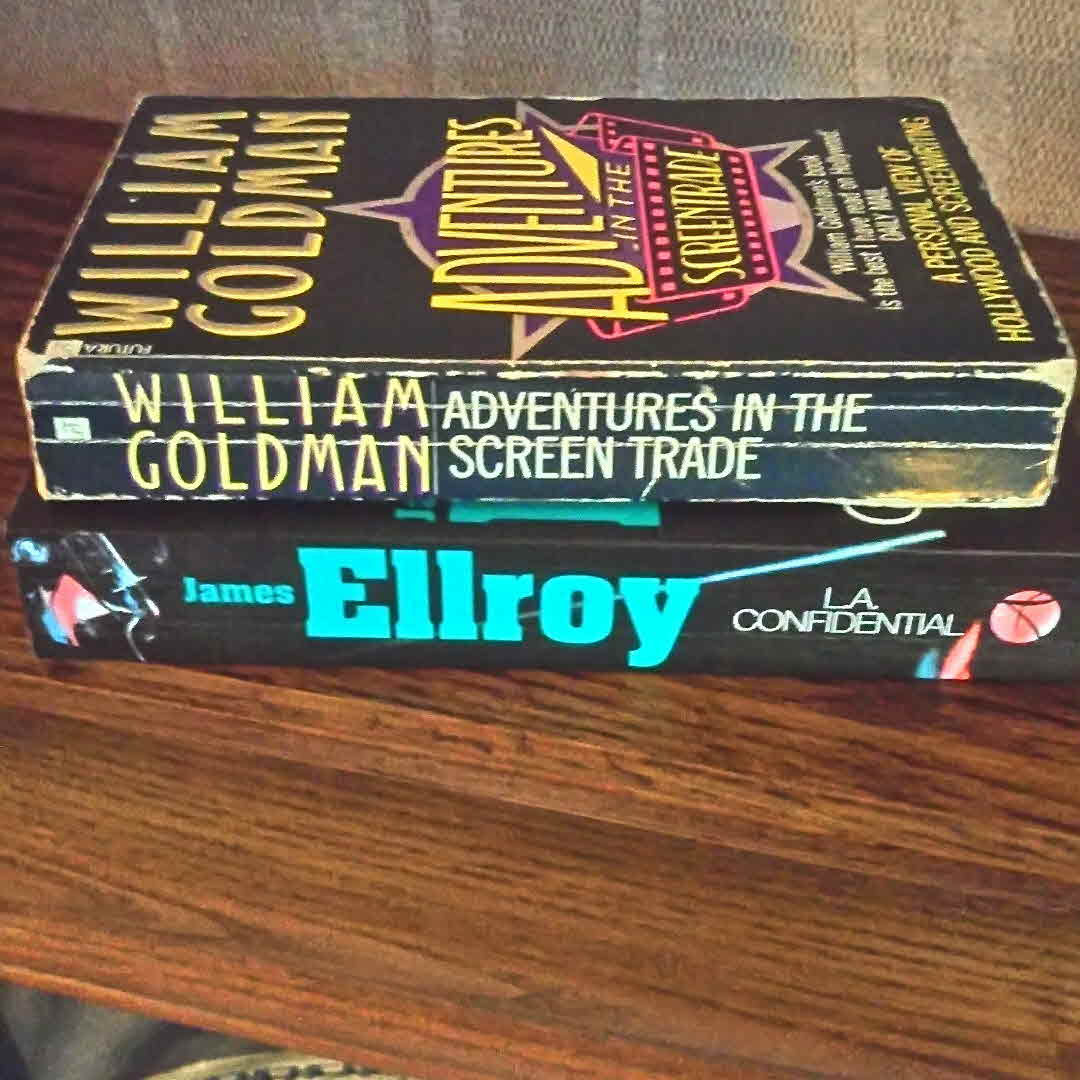 WILLIAM
GOLDMAN
ADVENTURES
IN THE
SCREENTRADE
'William Goldman's book
is the best I have read on Hollywood'
DAILY MAIL
A PERSONAL VIEW OF
HOLLYWOOD AND SCREENWRITING
FUTURA
WILLIAM
GOLDMAN
ADVENTURES IN THE
SCREEN TRADE
James Ellroy
L.A.
CONFIDENTIAL